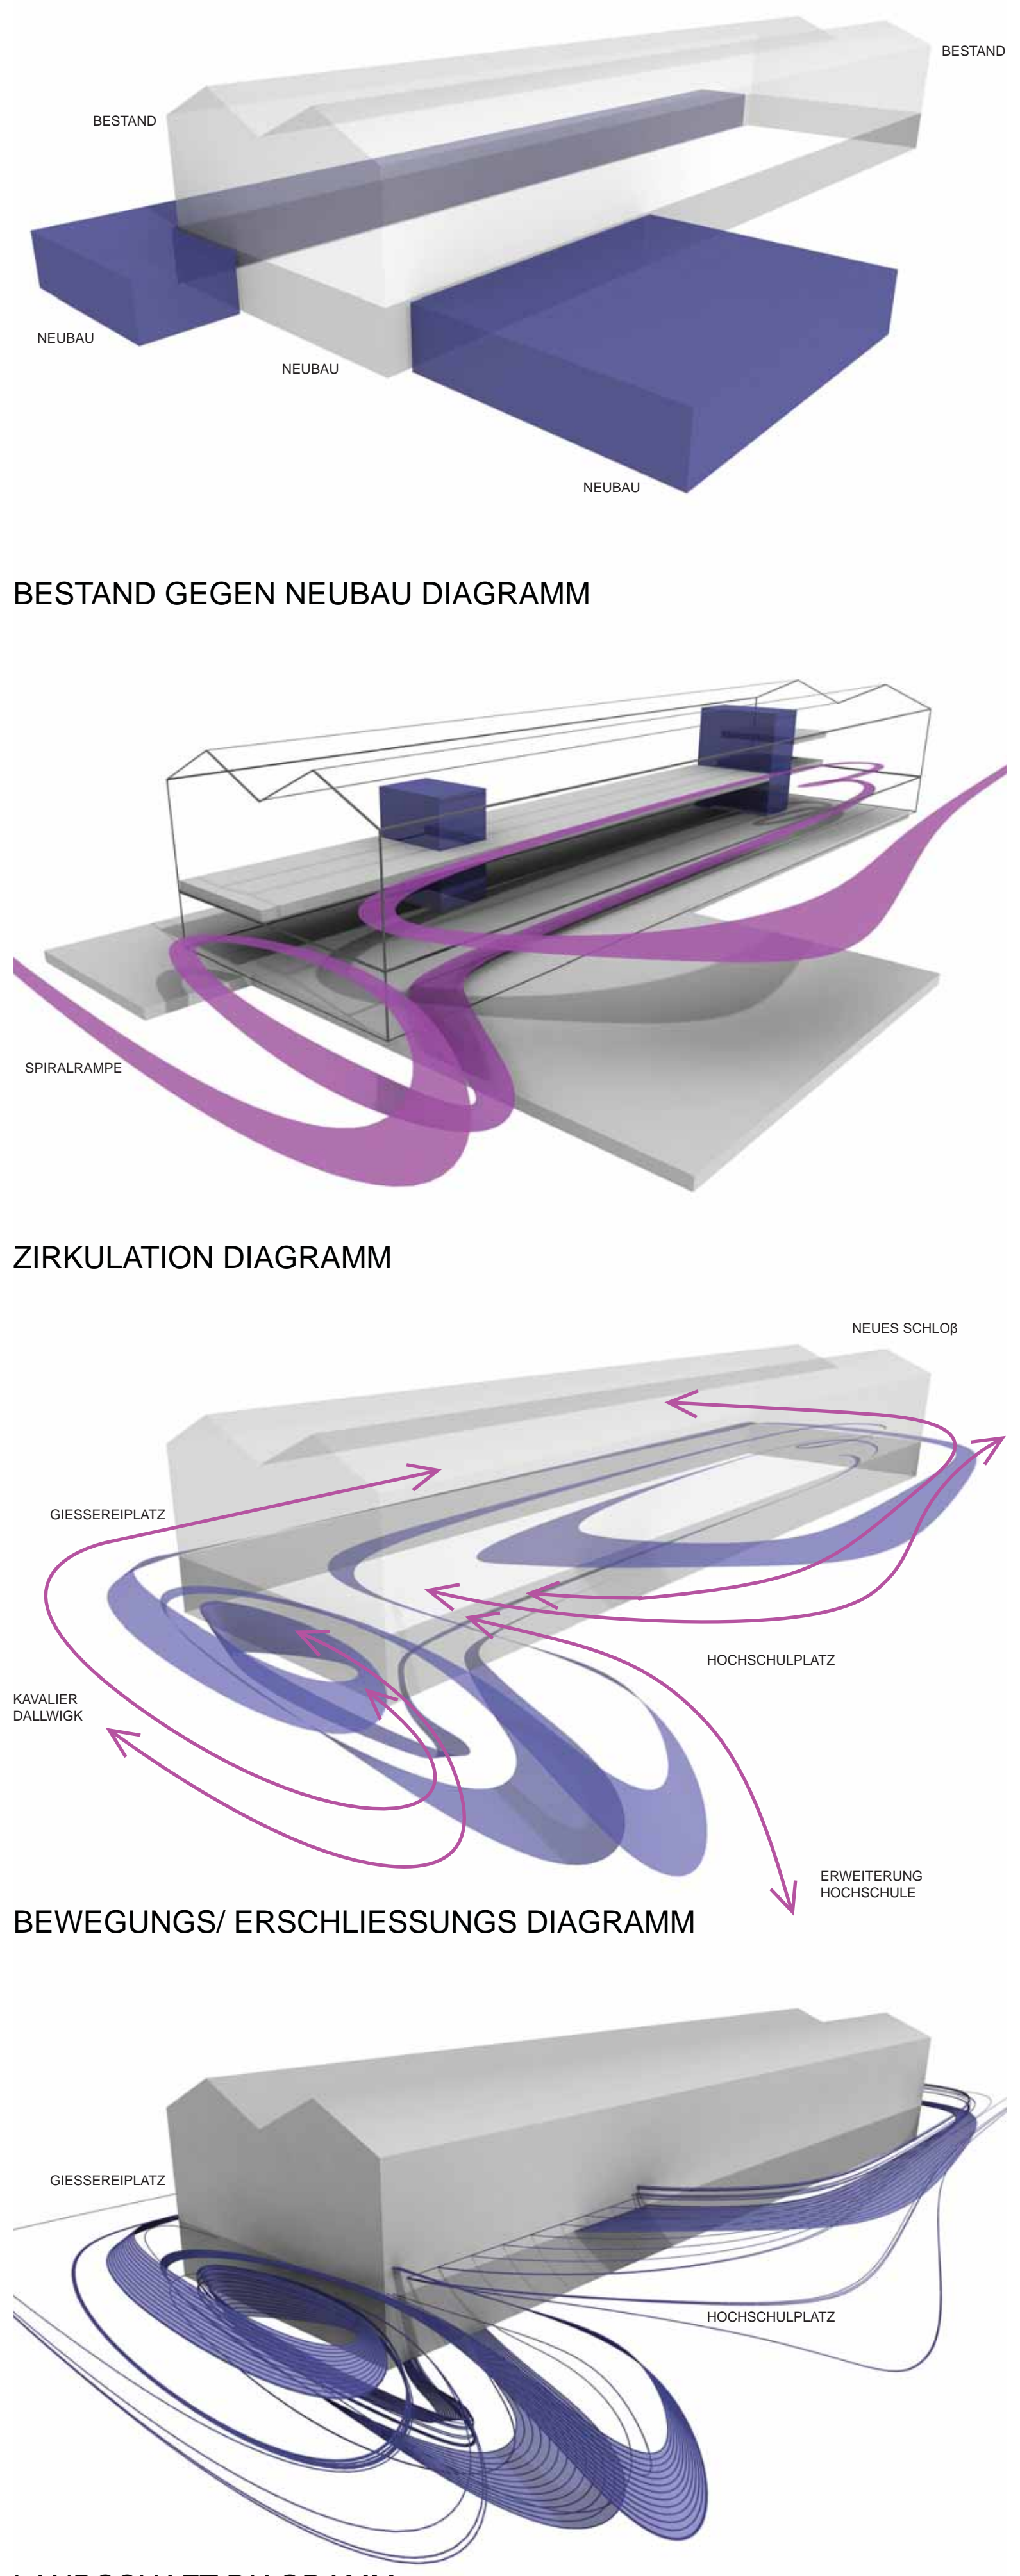 BESTAND
BESTAND
NEUBAU
NEUBAU
NEUBAU
BESTAND GEGEN NEUBAU DIAGRAMM
SPIRALRAMPE
ZIRKULATION DIAGRAMM
NEUES SCHLOβ
GIESSEREIPLATZ
HOCHSCHULPLATZ
KAVALIER
DALLWIGK
ERWEITERUNG
HOCHSCHULE
BEWEGUNGS/ ERSCHLIESSUNGS DIAGRAMM
GIESSEREIPLATZ
HOCHSCHULPLATZ